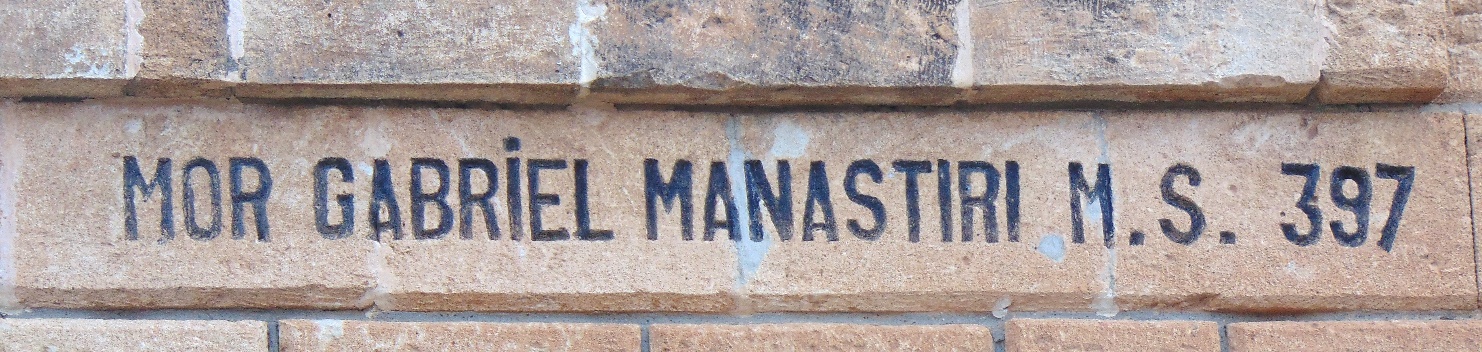 MOR GABRİEL MANASTIRI M.S. 397